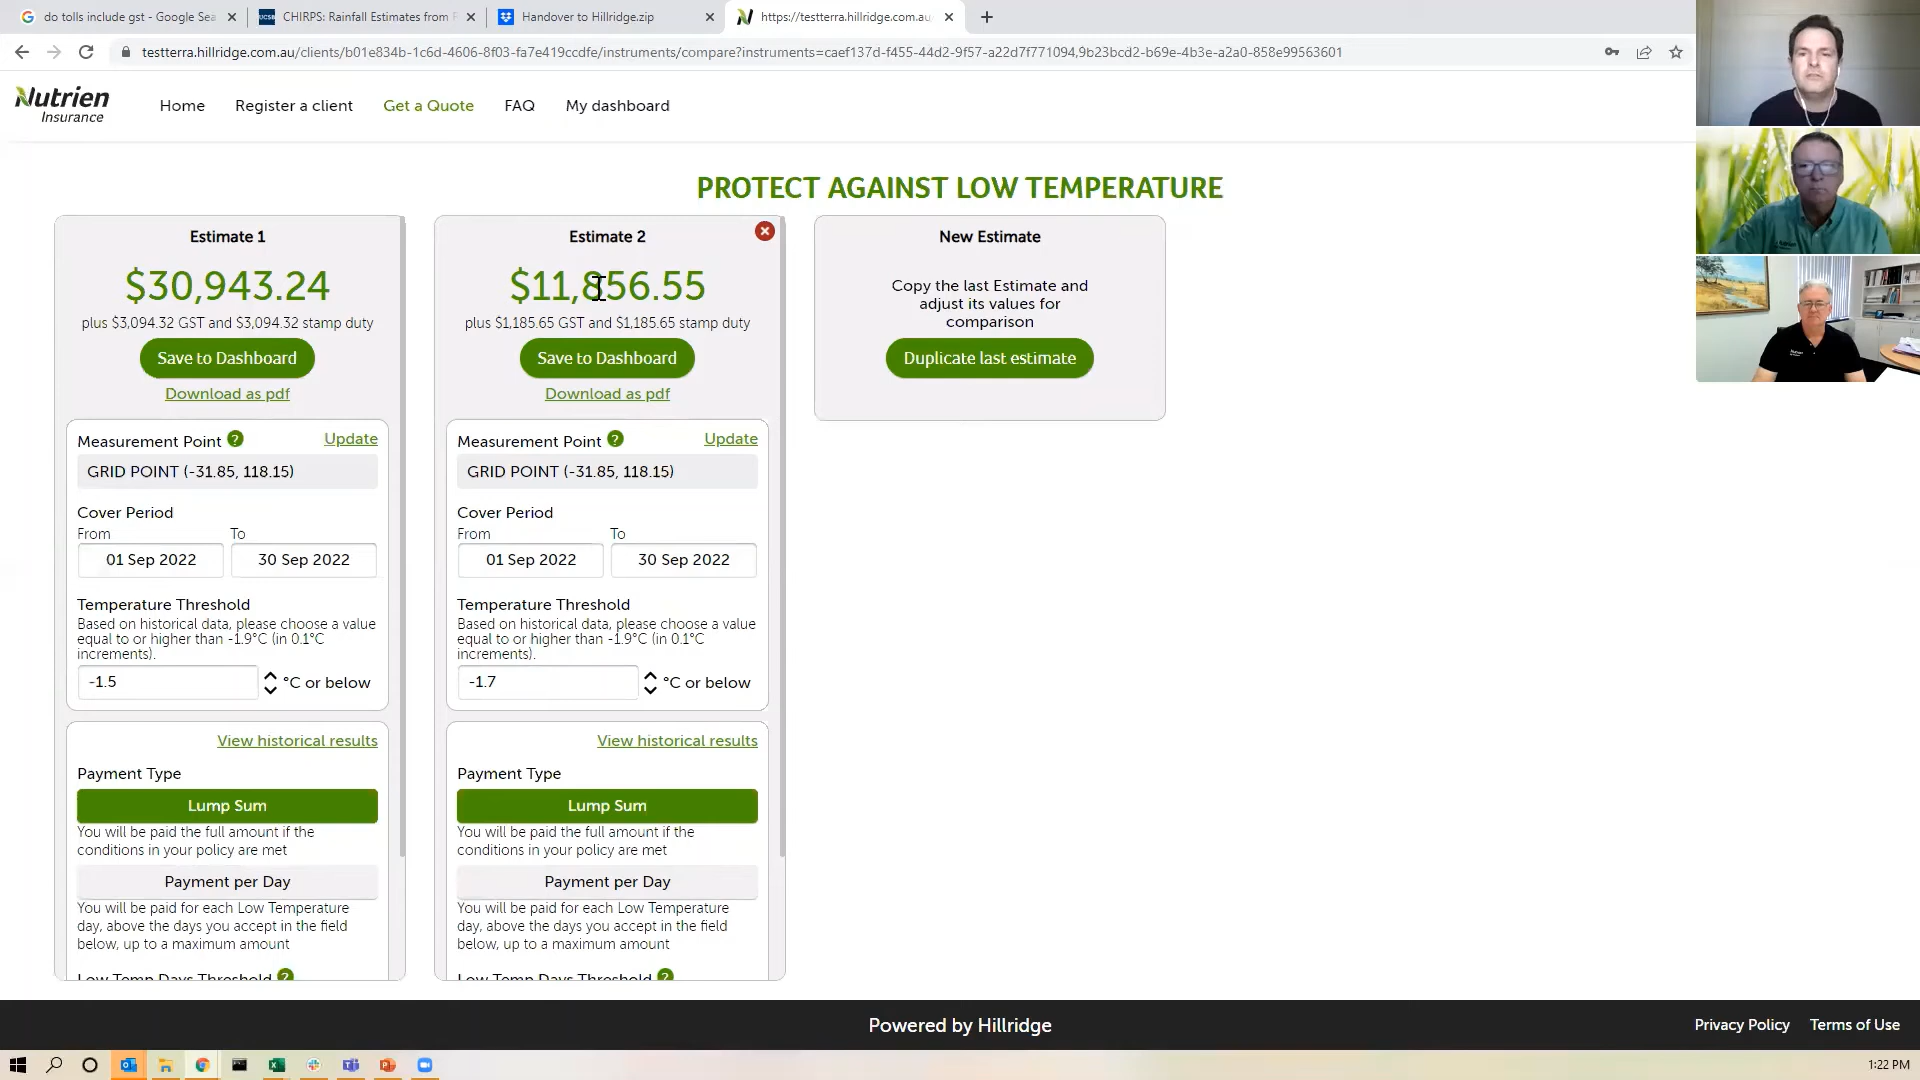 do tolls include gst - Google Sea
CHIRPS: Rainfall Estimates from R
Handover to Hillridge.zip
https://testterra.hillridge.com.au
testterra.hillridge.com.au/clients/b01e834b-1c6d-4606-8f03-fa7e419ccdfe/instruments/compare?instruments=caef137d-f455-44d2-9f57-a22d7f771094,9b23bcd2-b69e-4b3e-a2a0-858e99563601
Nutrien
Insurance
Home
Register a client
Get a Quote
FAQ
My dashboard
PROTECT AGAINST LOW TEMPERATURE
Estimate 1
$30,943.24
plus $3,094.32 GST and $3,094.32 stamp duty
Save to Dashboard
Download as pdf
Measurement Point ?
Update
GRID POINT (-31.85, 118.15)
Cover Period
From
To
01 Sep 2022
30 Sep 2022
Temperature Threshold
Based on historical data, please choose a value
equal to or higher than -1.9°C (in 0.1°C
increments).
-1.5
°C or below
View historical results
Payment Type
Lump Sum
You will be paid the full amount if the
conditions in your policy are met
Payment per Day
You will be paid for each Low Temperature
day, above the days you accept in the field
below, up to a maximum amount
Low Temp Days Threshold ?
Estimate 2
$11,856.55
plus $1,185.65 GST and $1,185.65 stamp duty
Save to Dashboard
Download as pdf
Measurement Point ?
Update
GRID POINT (-31.85, 118.15)
Cover Period
From
To
01 Sep 2022
30 Sep 2022
Temperature Threshold
Based on historical data, please choose a value
equal to or higher than -1.9°C (in 0.1°C
increments).
-1.7
°C or below
View historical results
Payment Type
Lump Sum
You will be paid the full amount if the
conditions in your policy are met
Payment per Day
You will be paid for each Low Temperature
day, above the days you accept in the field
below, up to a maximum amount
Low Temp Days Threshold ?
New Estimate
Copy the last Estimate and
adjust its values for
comparison
Duplicate last estimate
Powered by Hillridge
Privacy Policy
Terms of Use
1:22 PM